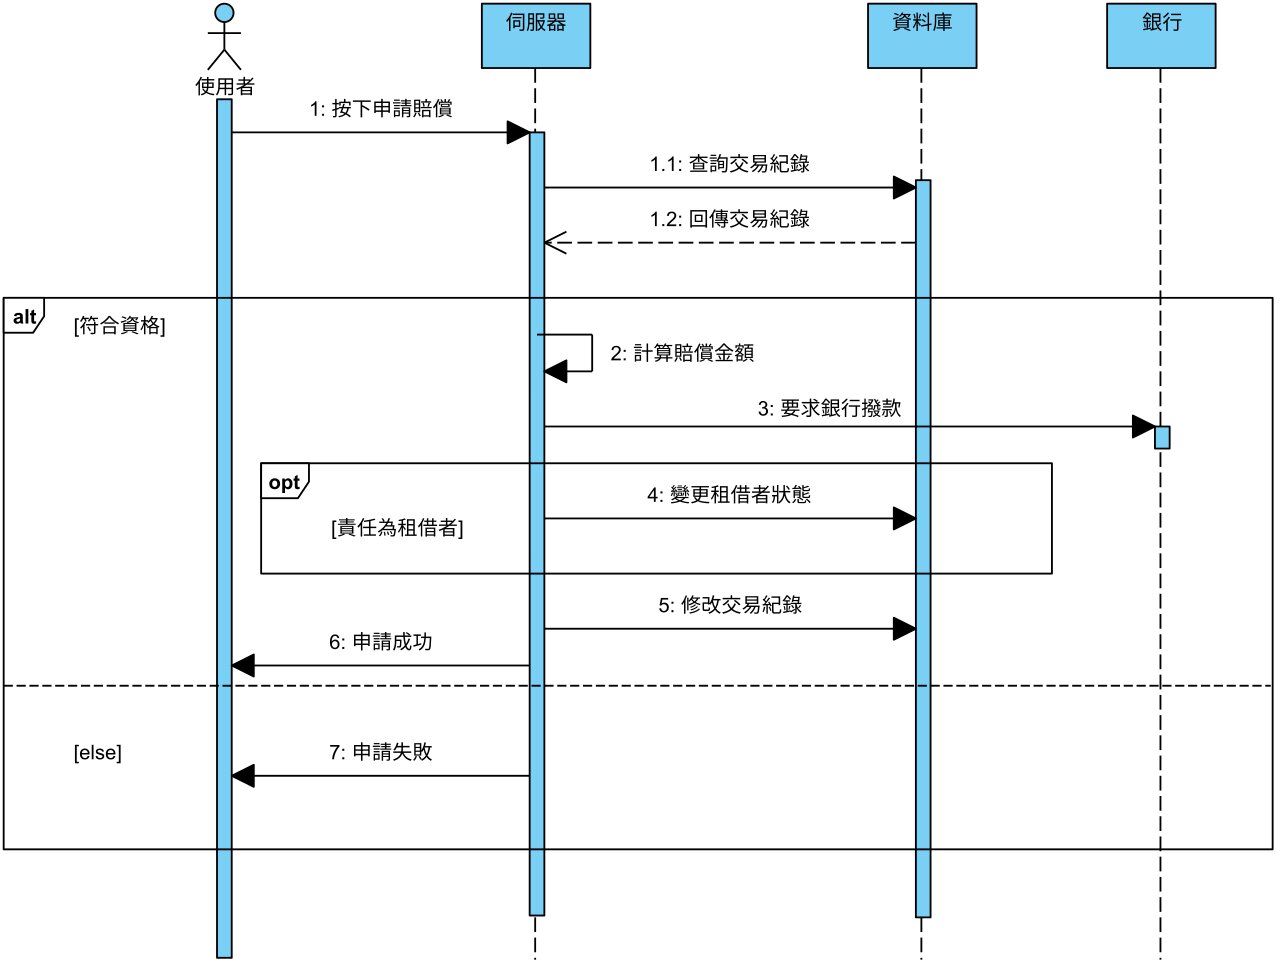 使用者
伺服器
資料庫
銀行
1: 按下申請賠償
1.1: 查詢交易紀錄
1.2: 回傳交易紀錄
alt
[符合資格]
2: 計算賠償金額
3: 要求銀行撥款
opt
4: 變更租借者狀態
[責任為租借者]
5: 修改交易紀錄
6: 申請成功
[else]
7: 申請失敗